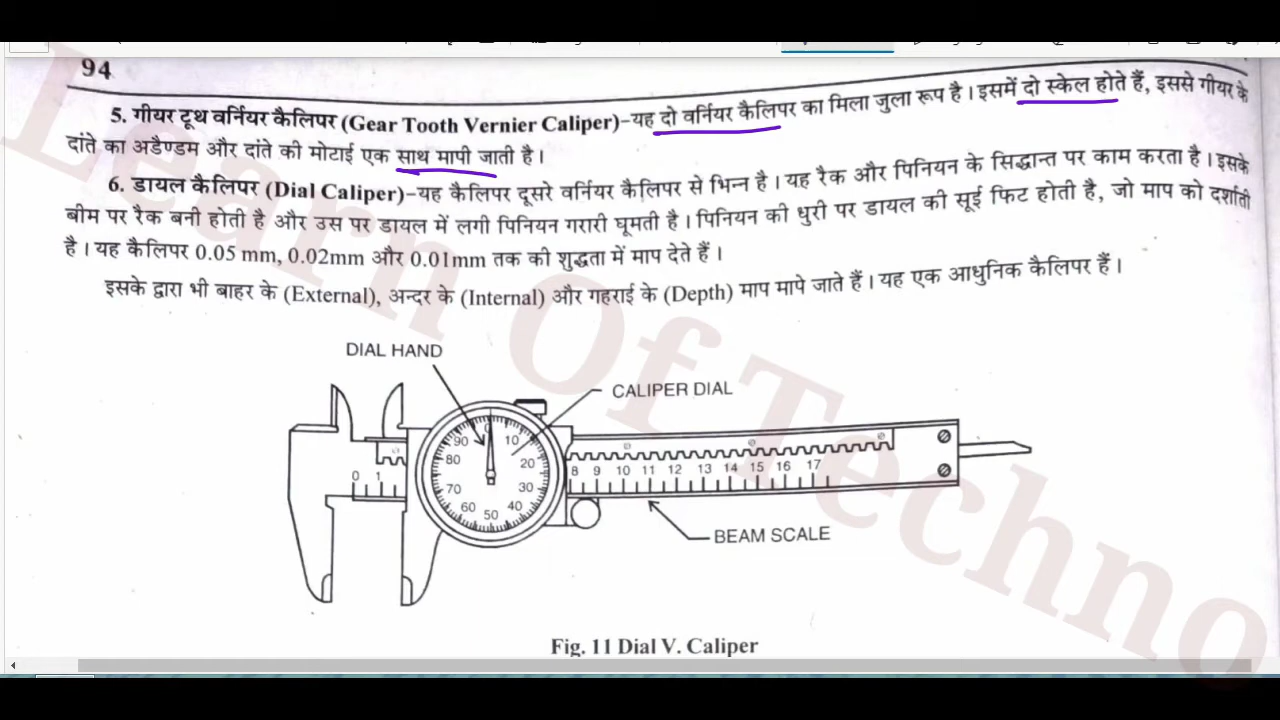 94
5. गीयर टूथ वर्नियर कैलिपर (Gear Tooth Vernier Caliper)–यह दो वर्नियर कैलिपर का मिला जुला रूप है। इसमें दो स्केल होते हैं, इससे गीयर के
दांते का अडैण्डम और दांते की मोटाई एक साथ मापी जाती है।
6. डायल कैलिपर (Dial Caliper)–यह कैलिपर दूसरे वर्नियर कैलिपर से भिन्न है। यह रैक और पिनियन के सिद्धान्त पर काम करता है। इसके
बीम पर रैक बनी होती है और उस पर डायल में लगी पिनियन गरारी घूमती है। पिनियन की धुरी पर डायल की सूई फिट होती है, जो माप को दर्शाती
है। यह कैलिपर 0.05 mm, 0.02mm और 0.01mm तक की शुद्धता में माप देते हैं।
इसके द्वारा भी बाहर के (External), अन्दर के (Internal) और गहराई के (Depth) माप मापे जाते हैं। यह एक आधुनिक कैलिपर हैं।
DIAL HAND
CALIPER DIAL
0 10 20 30 40 50 60 70 80 90
0 1 8 9 10 11 12 13 14 15 16 17
BEAM SCALE
Fig. 11 Dial V. Caliper
Learn Of Techno